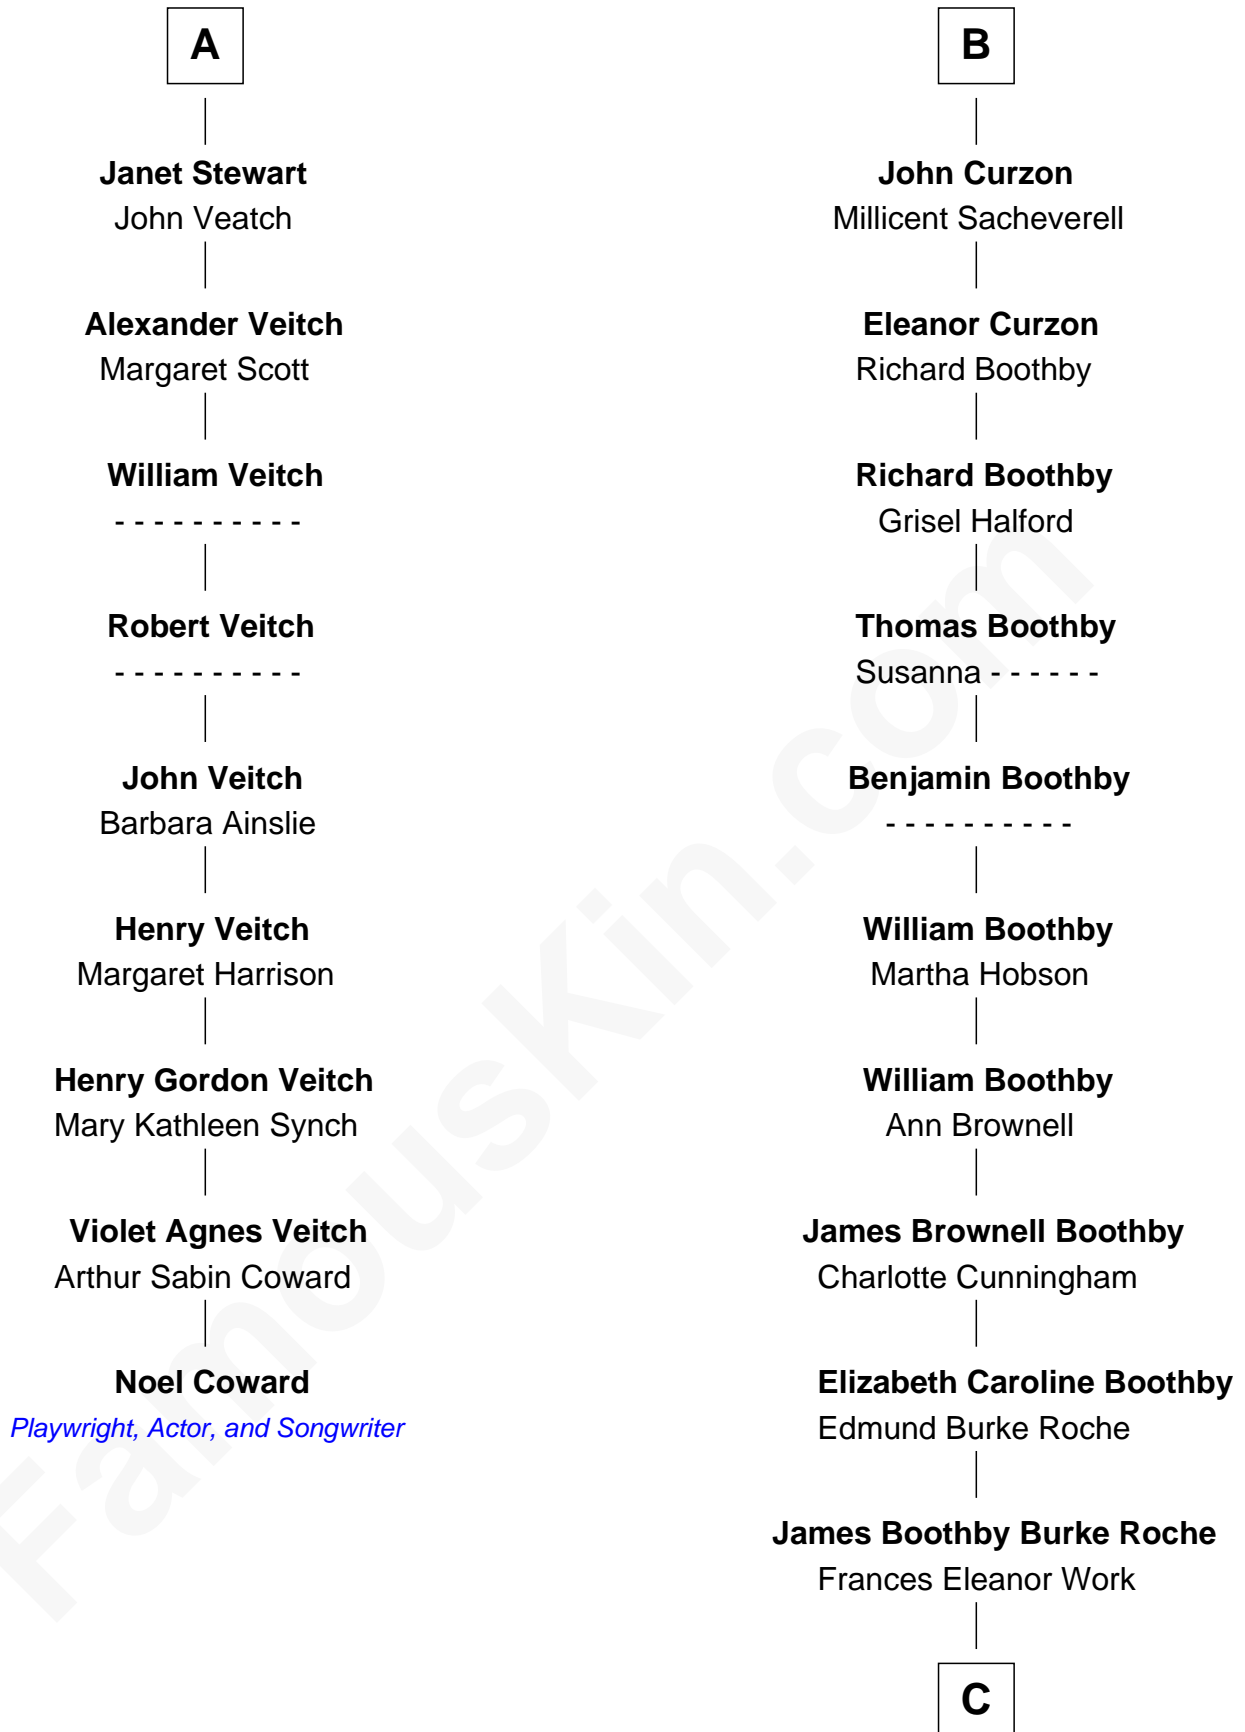 A
Janet Stewart
John Veatch
Alexander Veitch
Margaret Scott
William Veitch
- - - - - - - - - -
Robert Veitch
- - - - - - - - - -
John Veitch
Barbara Ainslie
Henry Veitch
Margaret Harrison
Henry Gordon Veitch
Mary Kathleen Synch
Violet Agnes Veitch
Arthur Sabin Coward
Noel Coward
Playwright, Actor, and Songwriter
B
John Curzon
Millicent Sacheverell
Eleanor Curzon
Richard Boothby
Richard Boothby
Grisel Halford
Thomas Boothby
Susanna - - - - - -
Benjamin Boothby
- - - - - - - - - -
William Boothby
Martha Hobson
William Boothby
Ann Brownell
James Brownell Boothby
Charlotte Cunningham
Elizabeth Caroline Boothby
Edmund Burke Roche
James Boothby Burke Roche
Frances Eleanor Work
C
FamousKin.com